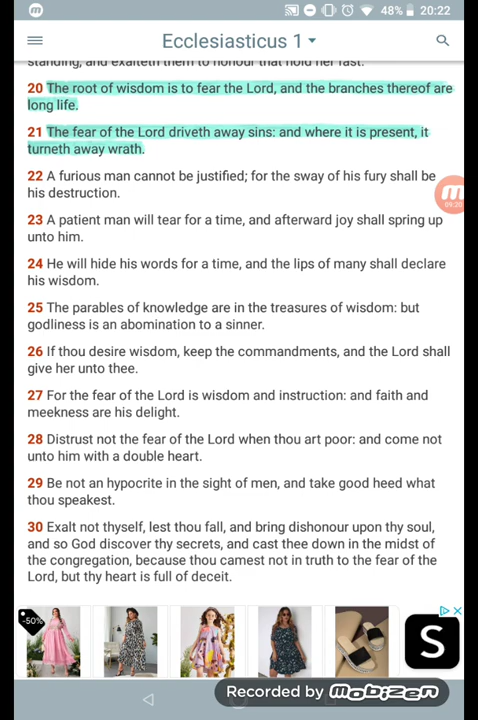 48% 20:22
Ecclesiasticus 1
standing, and exalteth them to honour that hold her fast.
20 The root of wisdom is to fear the Lord, and the branches thereof are
long life.
21 The fear of the Lord driveth away sins: and where it is present, it
turneth away wrath.
22 A furious man cannot be justified; for the sway of his fury shall be
his destruction.
09:20
23 A patient man will tear for a time, and afterward joy shall spring up
unto him.
24 He will hide his words for a time, and the lips of many shall declare
his wisdom.
25 The parables of knowledge are in the treasures of wisdom: but
godliness is an abomination to a sinner.
26 If thou desire wisdom, keep the commandments, and the Lord shall
give her unto thee.
27 For the fear of the Lord is wisdom and instruction: and faith and
meekness are his delight.
28 Distrust not the fear of the Lord when thou art poor: and come not
unto him with a double heart.
29 Be not an hypocrite in the sight of men, and take good heed what
thou speakest.
30 Exalt not thyself, lest thou fall, and bring dishonour upon thy soul,
and so God discover thy secrets, and cast thee down in the midst of
the congregation, because thou camest not in truth to the fear of the
Lord, but thy heart is full of deceit.
-50%
S
Recorded by mobizen